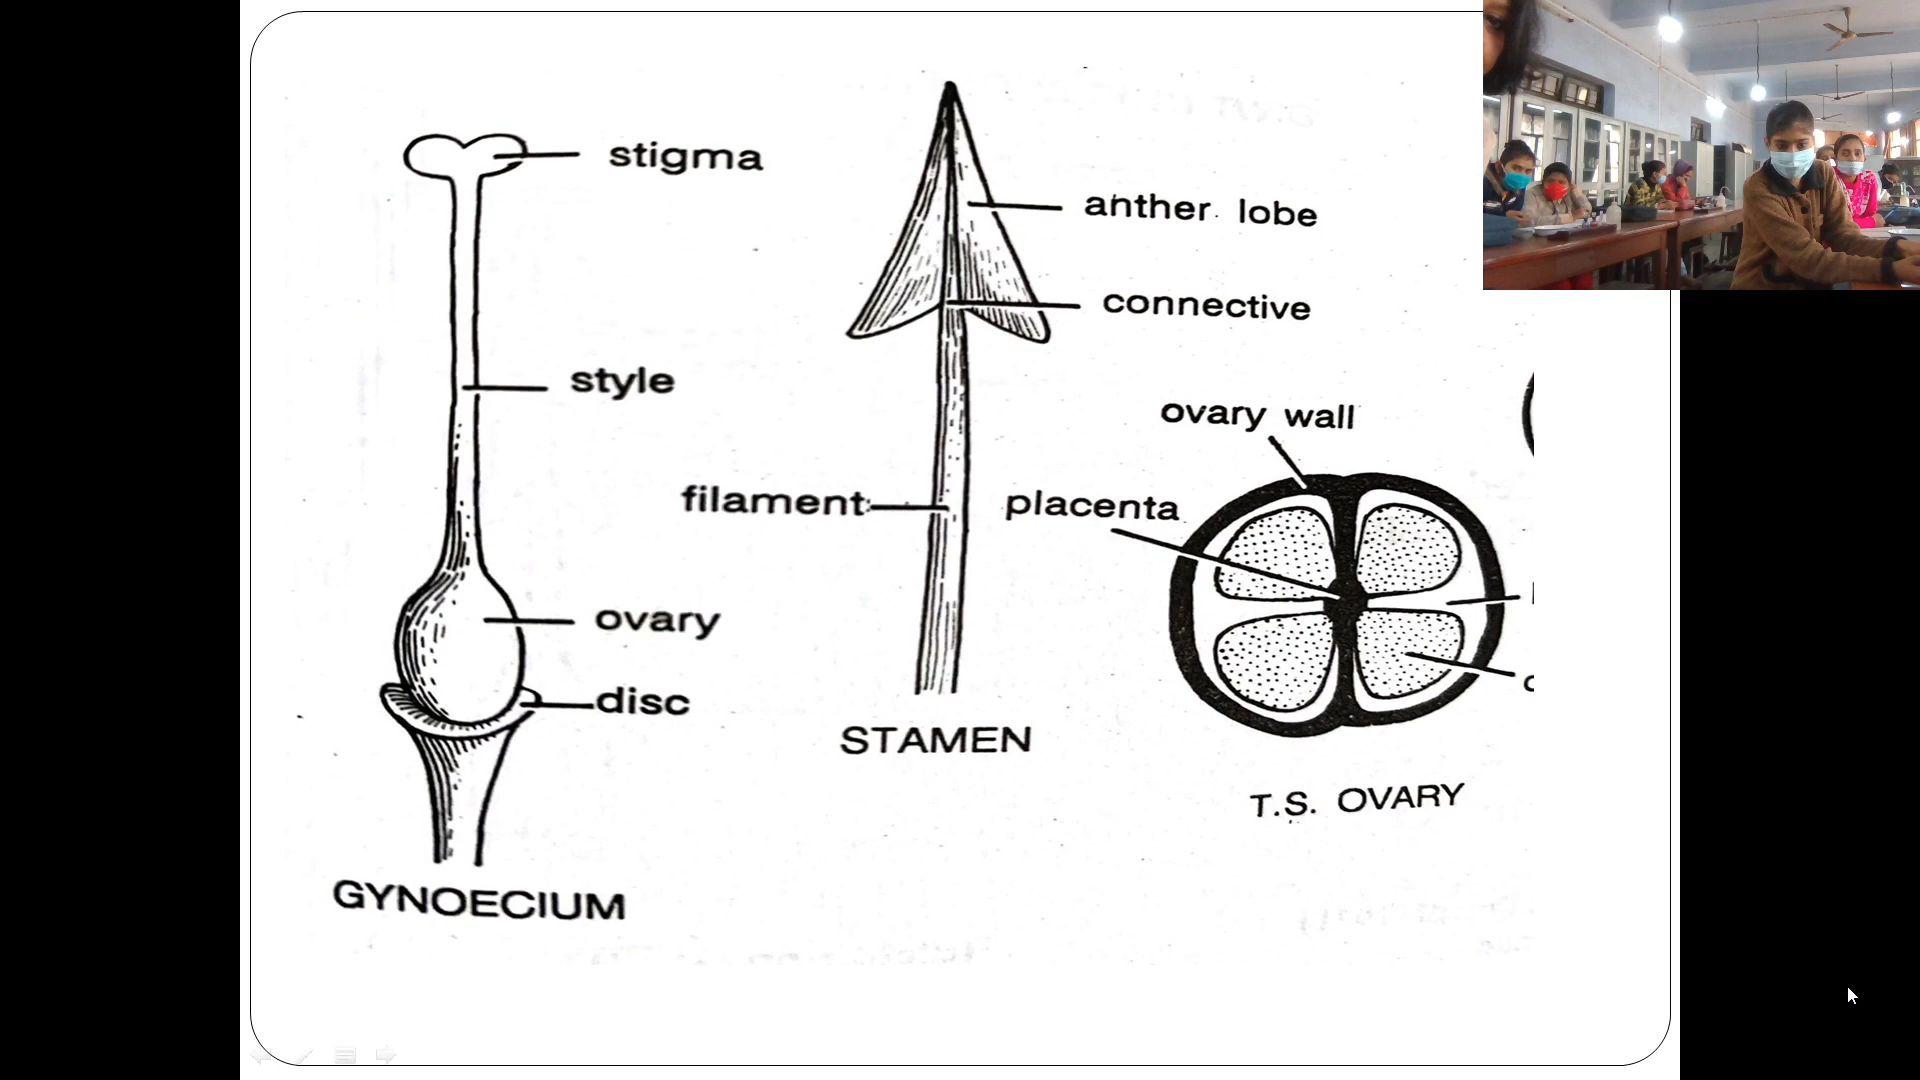 stigma
style
ovary
disc
GYNOECIUM
anther lobe
connective
filament
STAMEN
ovary wall
placenta
T.S. OVARY